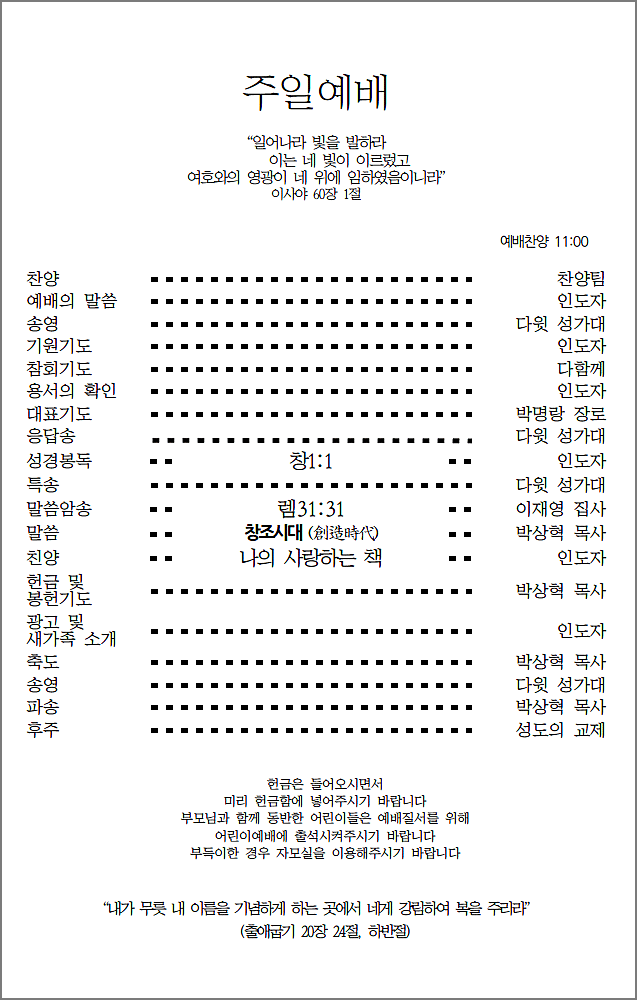 주일예배
“일어나라 빛을 발하라
이는 네 빛이 이르렀고
여호와의 영광이 네 위에 임하였음이니라”
이사야 60장 1절
예배찬양 11:00
찬양 찬양팀
예배의 말씀 인도자
송영 다윗 성가대
기원기도 인도자
참회기도 다함께
용서의 확인 인도자
대표기도 박명랑 장로
응답송 다윗 성가대
성경봉독 창1:1 인도자
특송 다윗 성가대
말씀암송 렘31:31 이재영 집사
말씀 창조시대 (創造時代) 박상혁 목사
친양 나의 사랑하는 책 인도자
헌금 및
봉헌기도 박상혁 목사
광고 및
새가족 소개 인도자
축도 박상혁 목사
송영 다윗 성가대
파송 박상혁 목사
후주 성도의 교제
헌금은 들어오시면서
미리 헌금함에 넣어주시기 바랍니다
부모님과 함께 동반한 어린이들은 예배질서를 위해
어린이예배에 출석시켜주시기 바랍니다
부득이한 경우 자모실을 이용해주시기 바랍니다
“내가 무릇 내 이름을 기념하게 하는 곳에서 네게 강림하여 복을 주리라”
(출애굽기 20장 24절, 하반절)